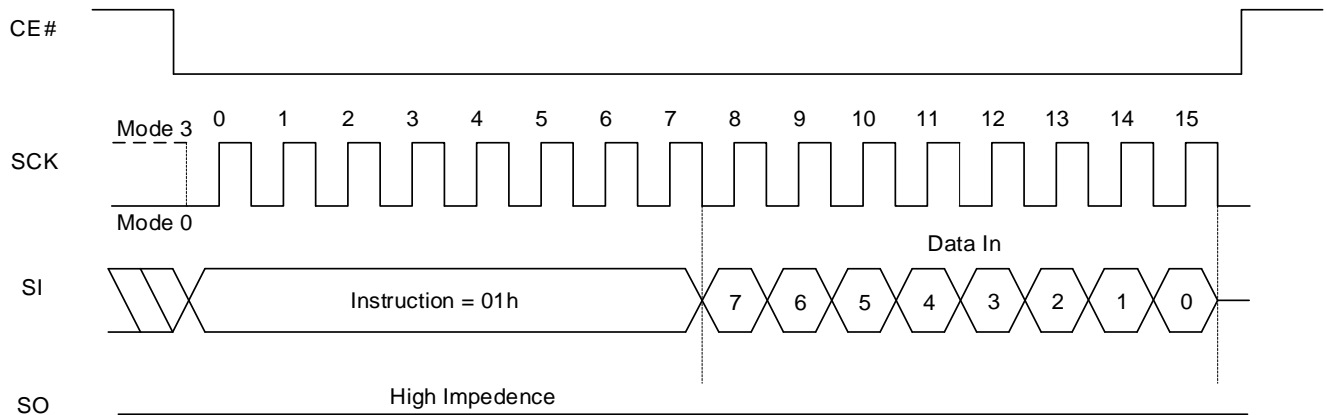 CE#
Mode 3
0 1 2 3 4 5 6 7 8 9 10 11 12 13 14 15
SCK
Mode 0
Data In
SI
Instruction = 01h
7 6 5 4 3 2 1 0
High Impedence
SO